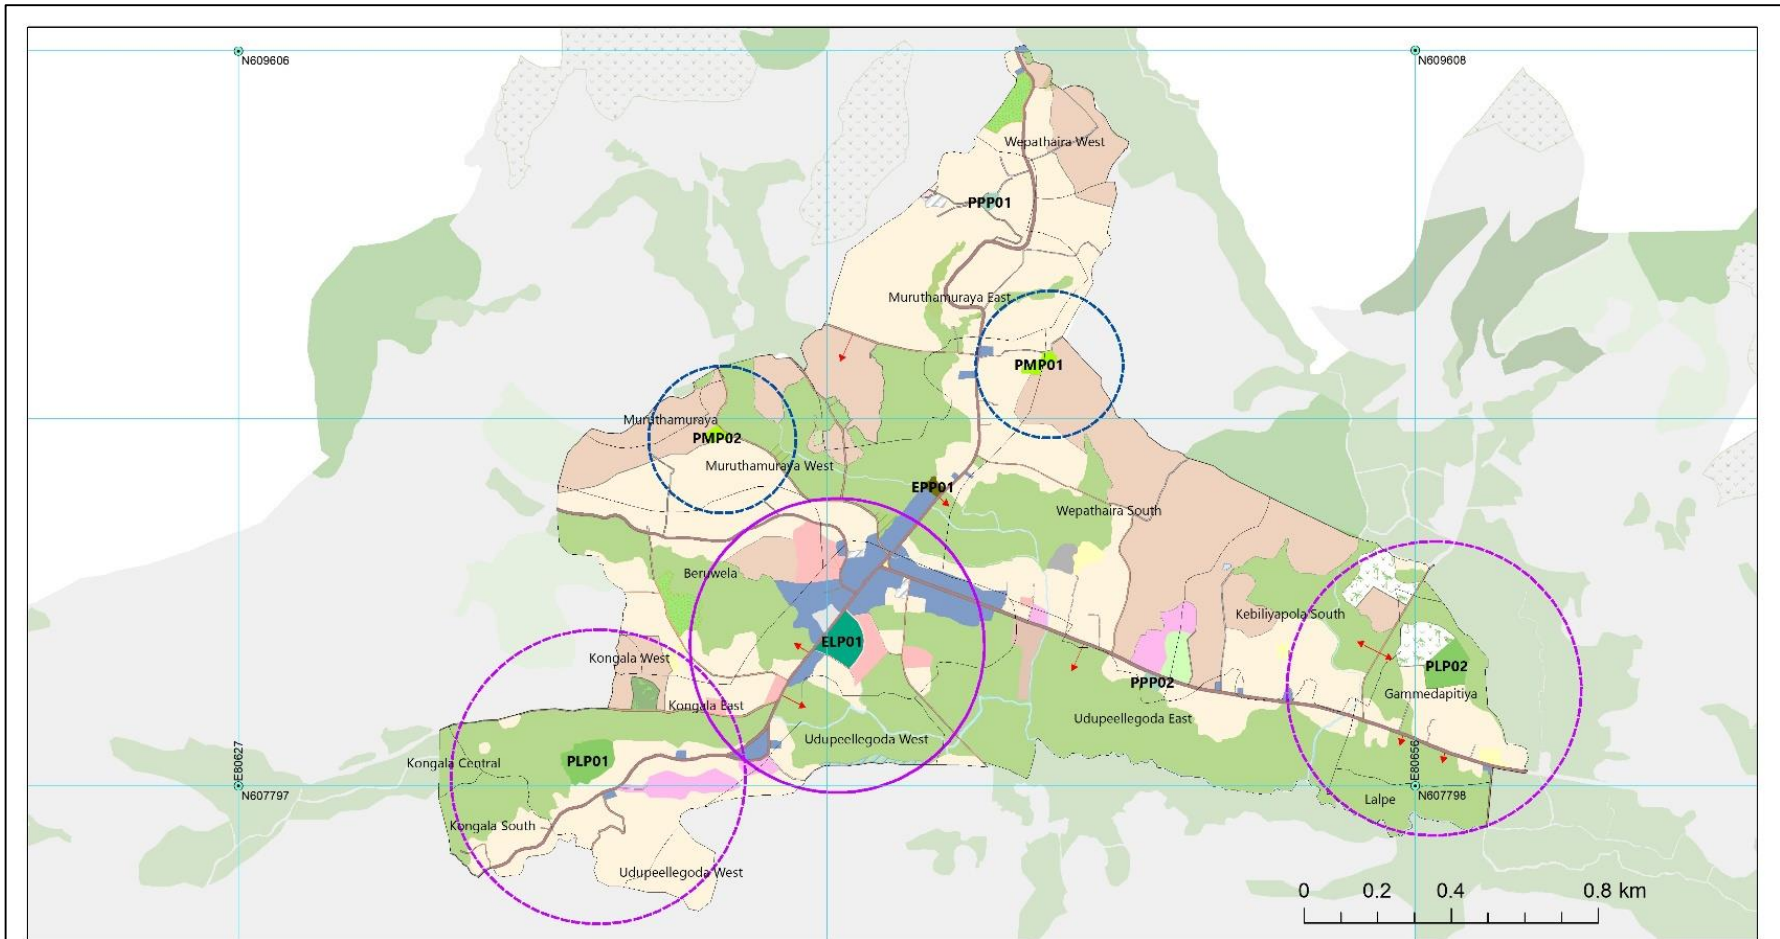 N609606
N609608
Wepathaira West
PPP01
Muruthamuraya East
PMP01
Muruthamuraya
PMP02
Muruthamuraya West
EPP01
Wepathaira South
Beruwela
Kebiliyapola South
ELP01
Kongala West
PLP02
PPP02
Gammedapitiya
Kongala East
Udupeellegoda East
Udupeellegoda West
PLP01
Kongala Central
E80627
E80656
N607797
N607798
Lalpe
Kongala South
Udupeellegoda West
0 0.2 0.4 0.8 km